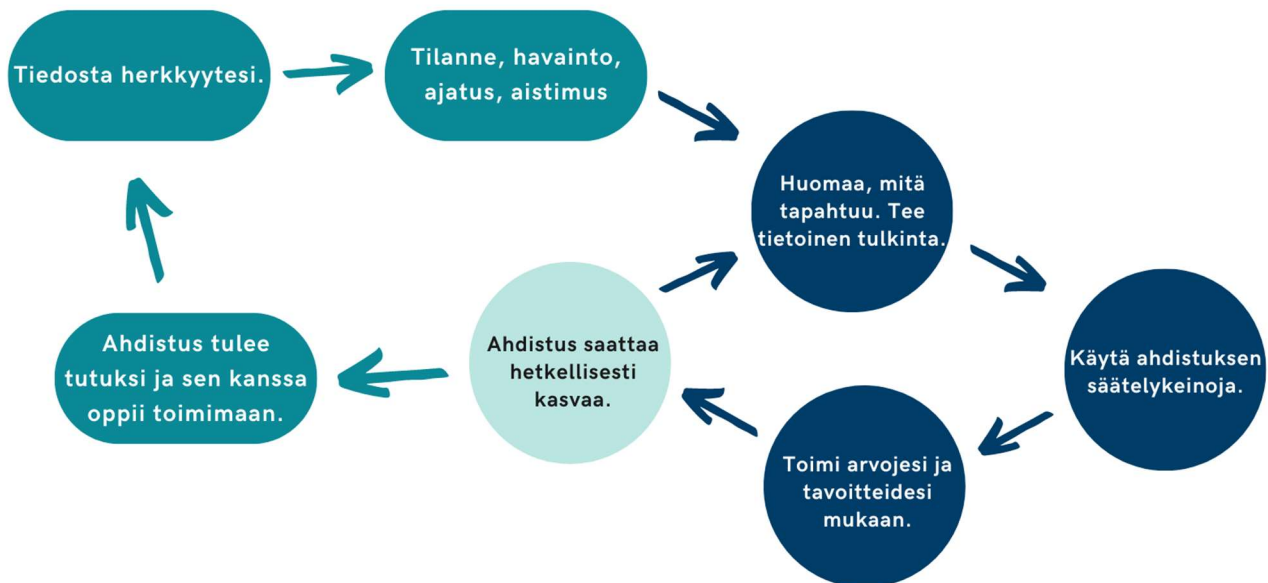 Tiedosta herkkyytesi.
Tilanne, havainto,
ajatus, aistimus
Huomaa, mitä
tapahtuu. Tee
tietoinen tulkinta.
Käytä ahdistuksen
säätelykeinoja.
Toimi arvojesi ja
tavoitteidesi
mukaan.
Ahdistus saattaa
hetkellisesti
kasvaa.
Ahdistus tulee
tutuksi ja sen kanssa
oppii toimimaan.